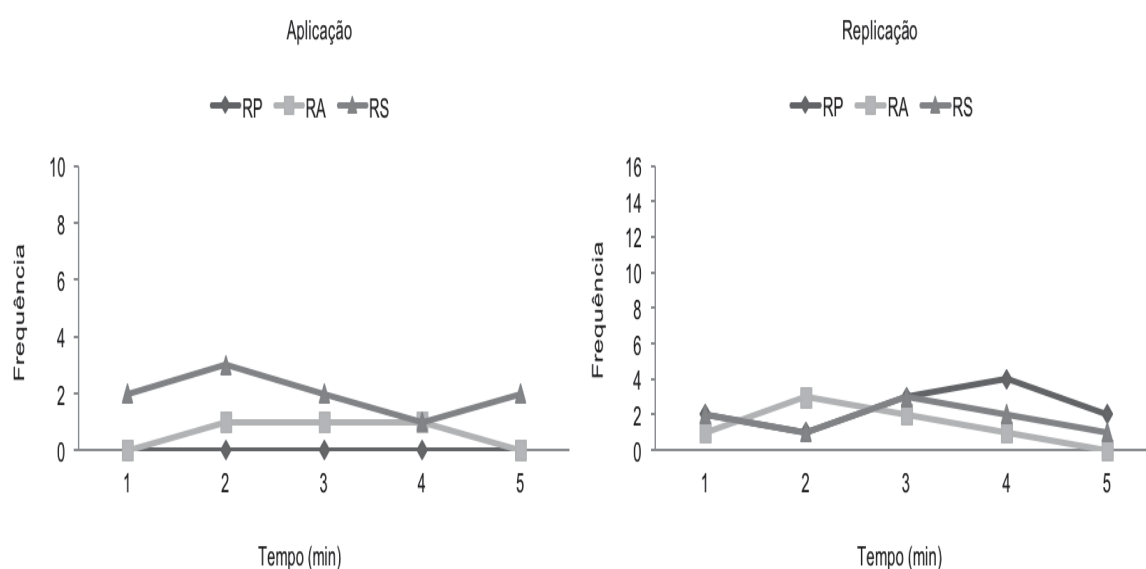 Aplicação
RP RA RS
10
8
6
4
2
0
Frequência
1 2 3 4 5
Tempo (min)
Replicação
RP RA RS
16
14
12
10
8
6
4
2
0
Frequência
1 2 3 4 5
Tempo (min)